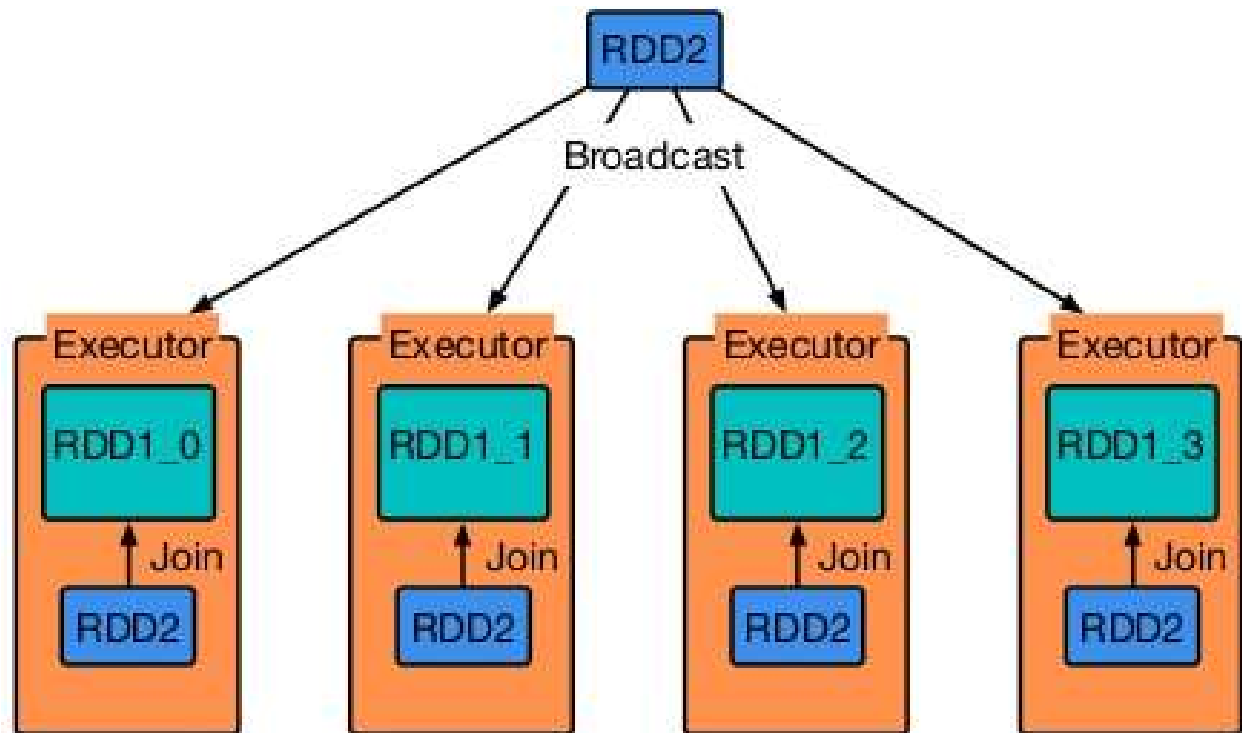 RDD2
Broadcast
Executor Executor Executor Executor
RDD1_0 RDD1_1 RDD1_2 RDD1_3
Join Join Join Join
RDD2 RDD2 RDD2 RDD2